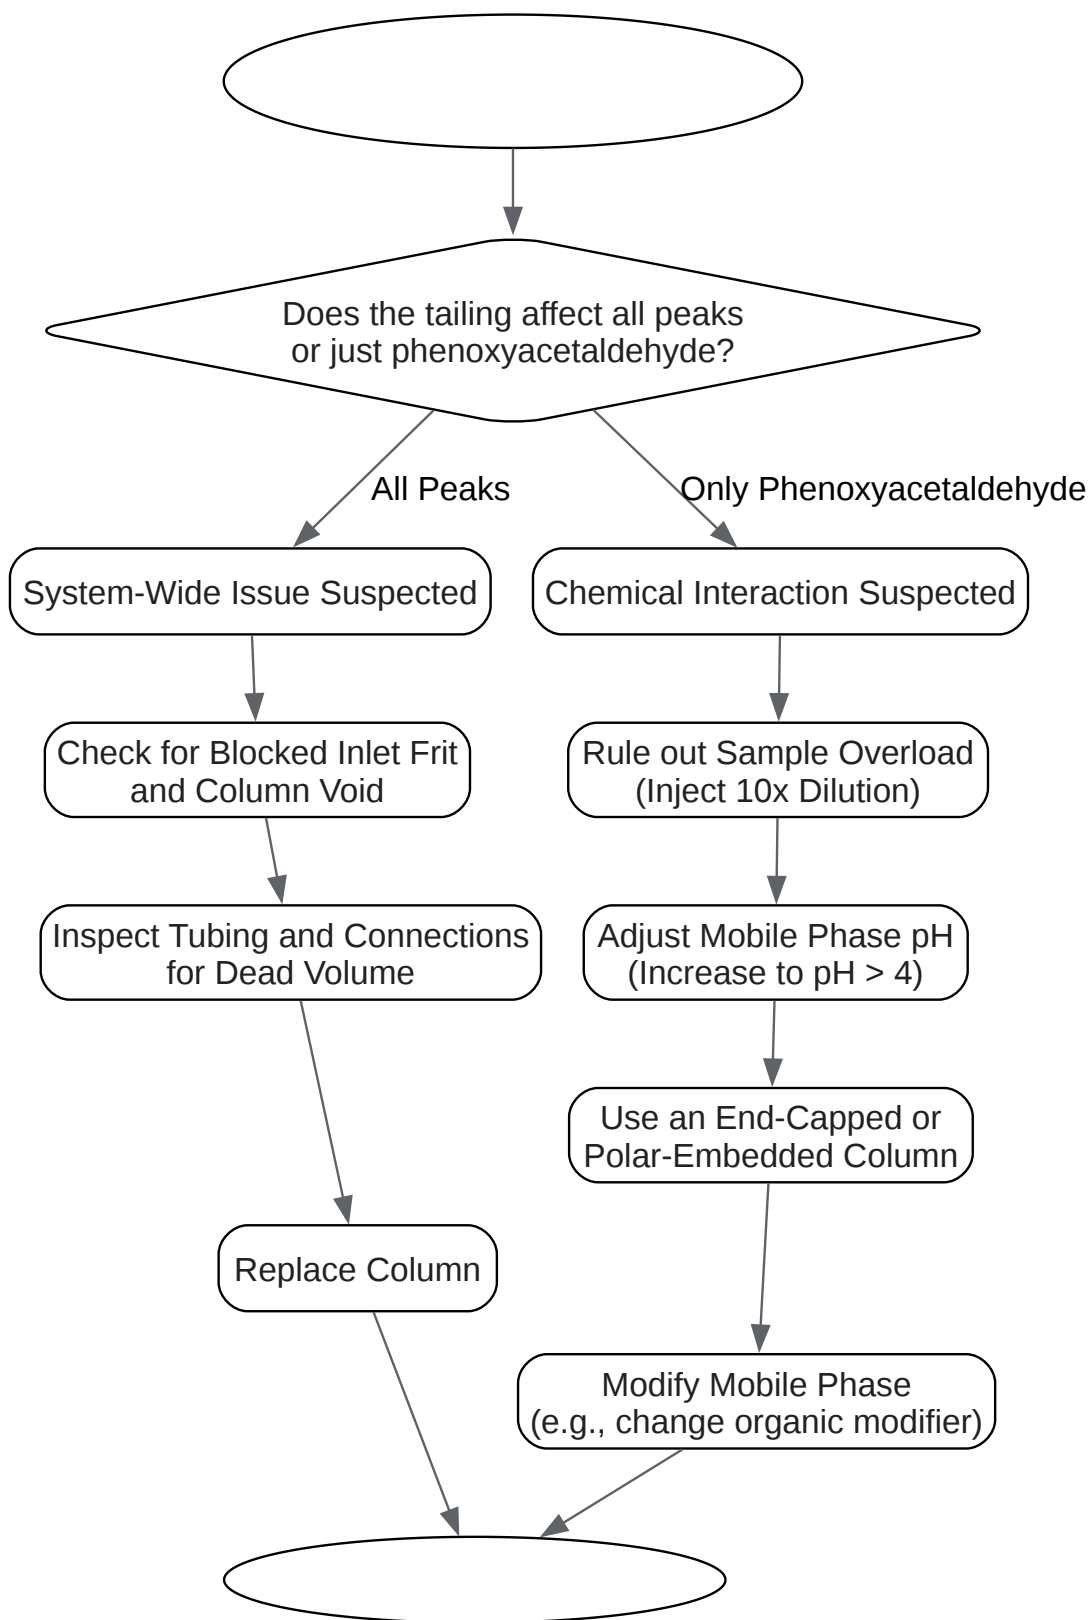 Does the tailing affect all peaks
or just phenoxyacetaldehyde?
All Peaks
Only Phenoxyacetaldehyde
System-Wide Issue Suspected
Chemical Interaction Suspected
Check for Blocked Inlet Frit
and Column Void
Rule out Sample Overload
(Inject 10x Dilution)
Inspect Tubing and Connections
for Dead Volume
Adjust Mobile Phase pH
(Increase to pH > 4)
Use an End-Capped or
Polar-Embedded Column
Replace Column
Modify Mobile Phase
(e.g., change organic modifier)